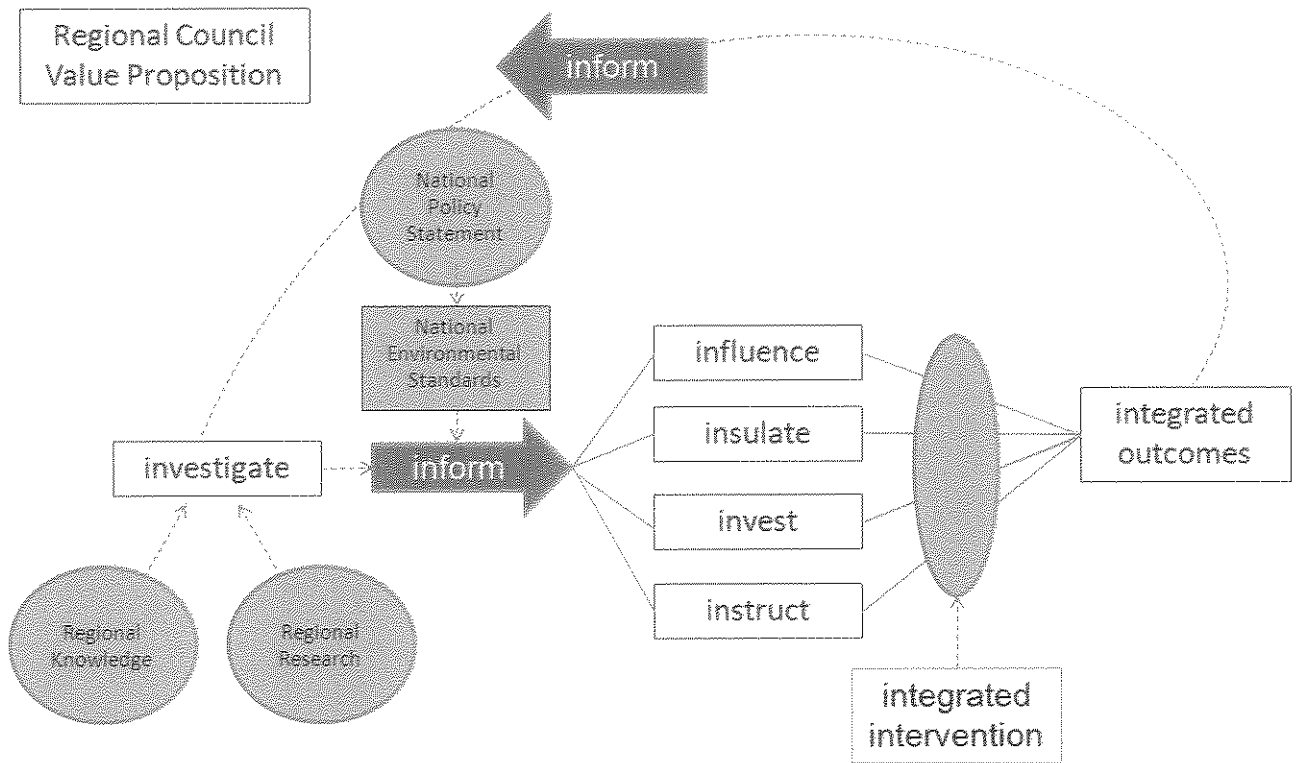 Regional Council
Value Proposition
inform
National
Policy
Statement
National
Environmental
Standards
investigate
inform
influence
insulate
invest
instruct
integrated
outcomes
Regional
Knowledge
Regional
Research
integrated
intervention